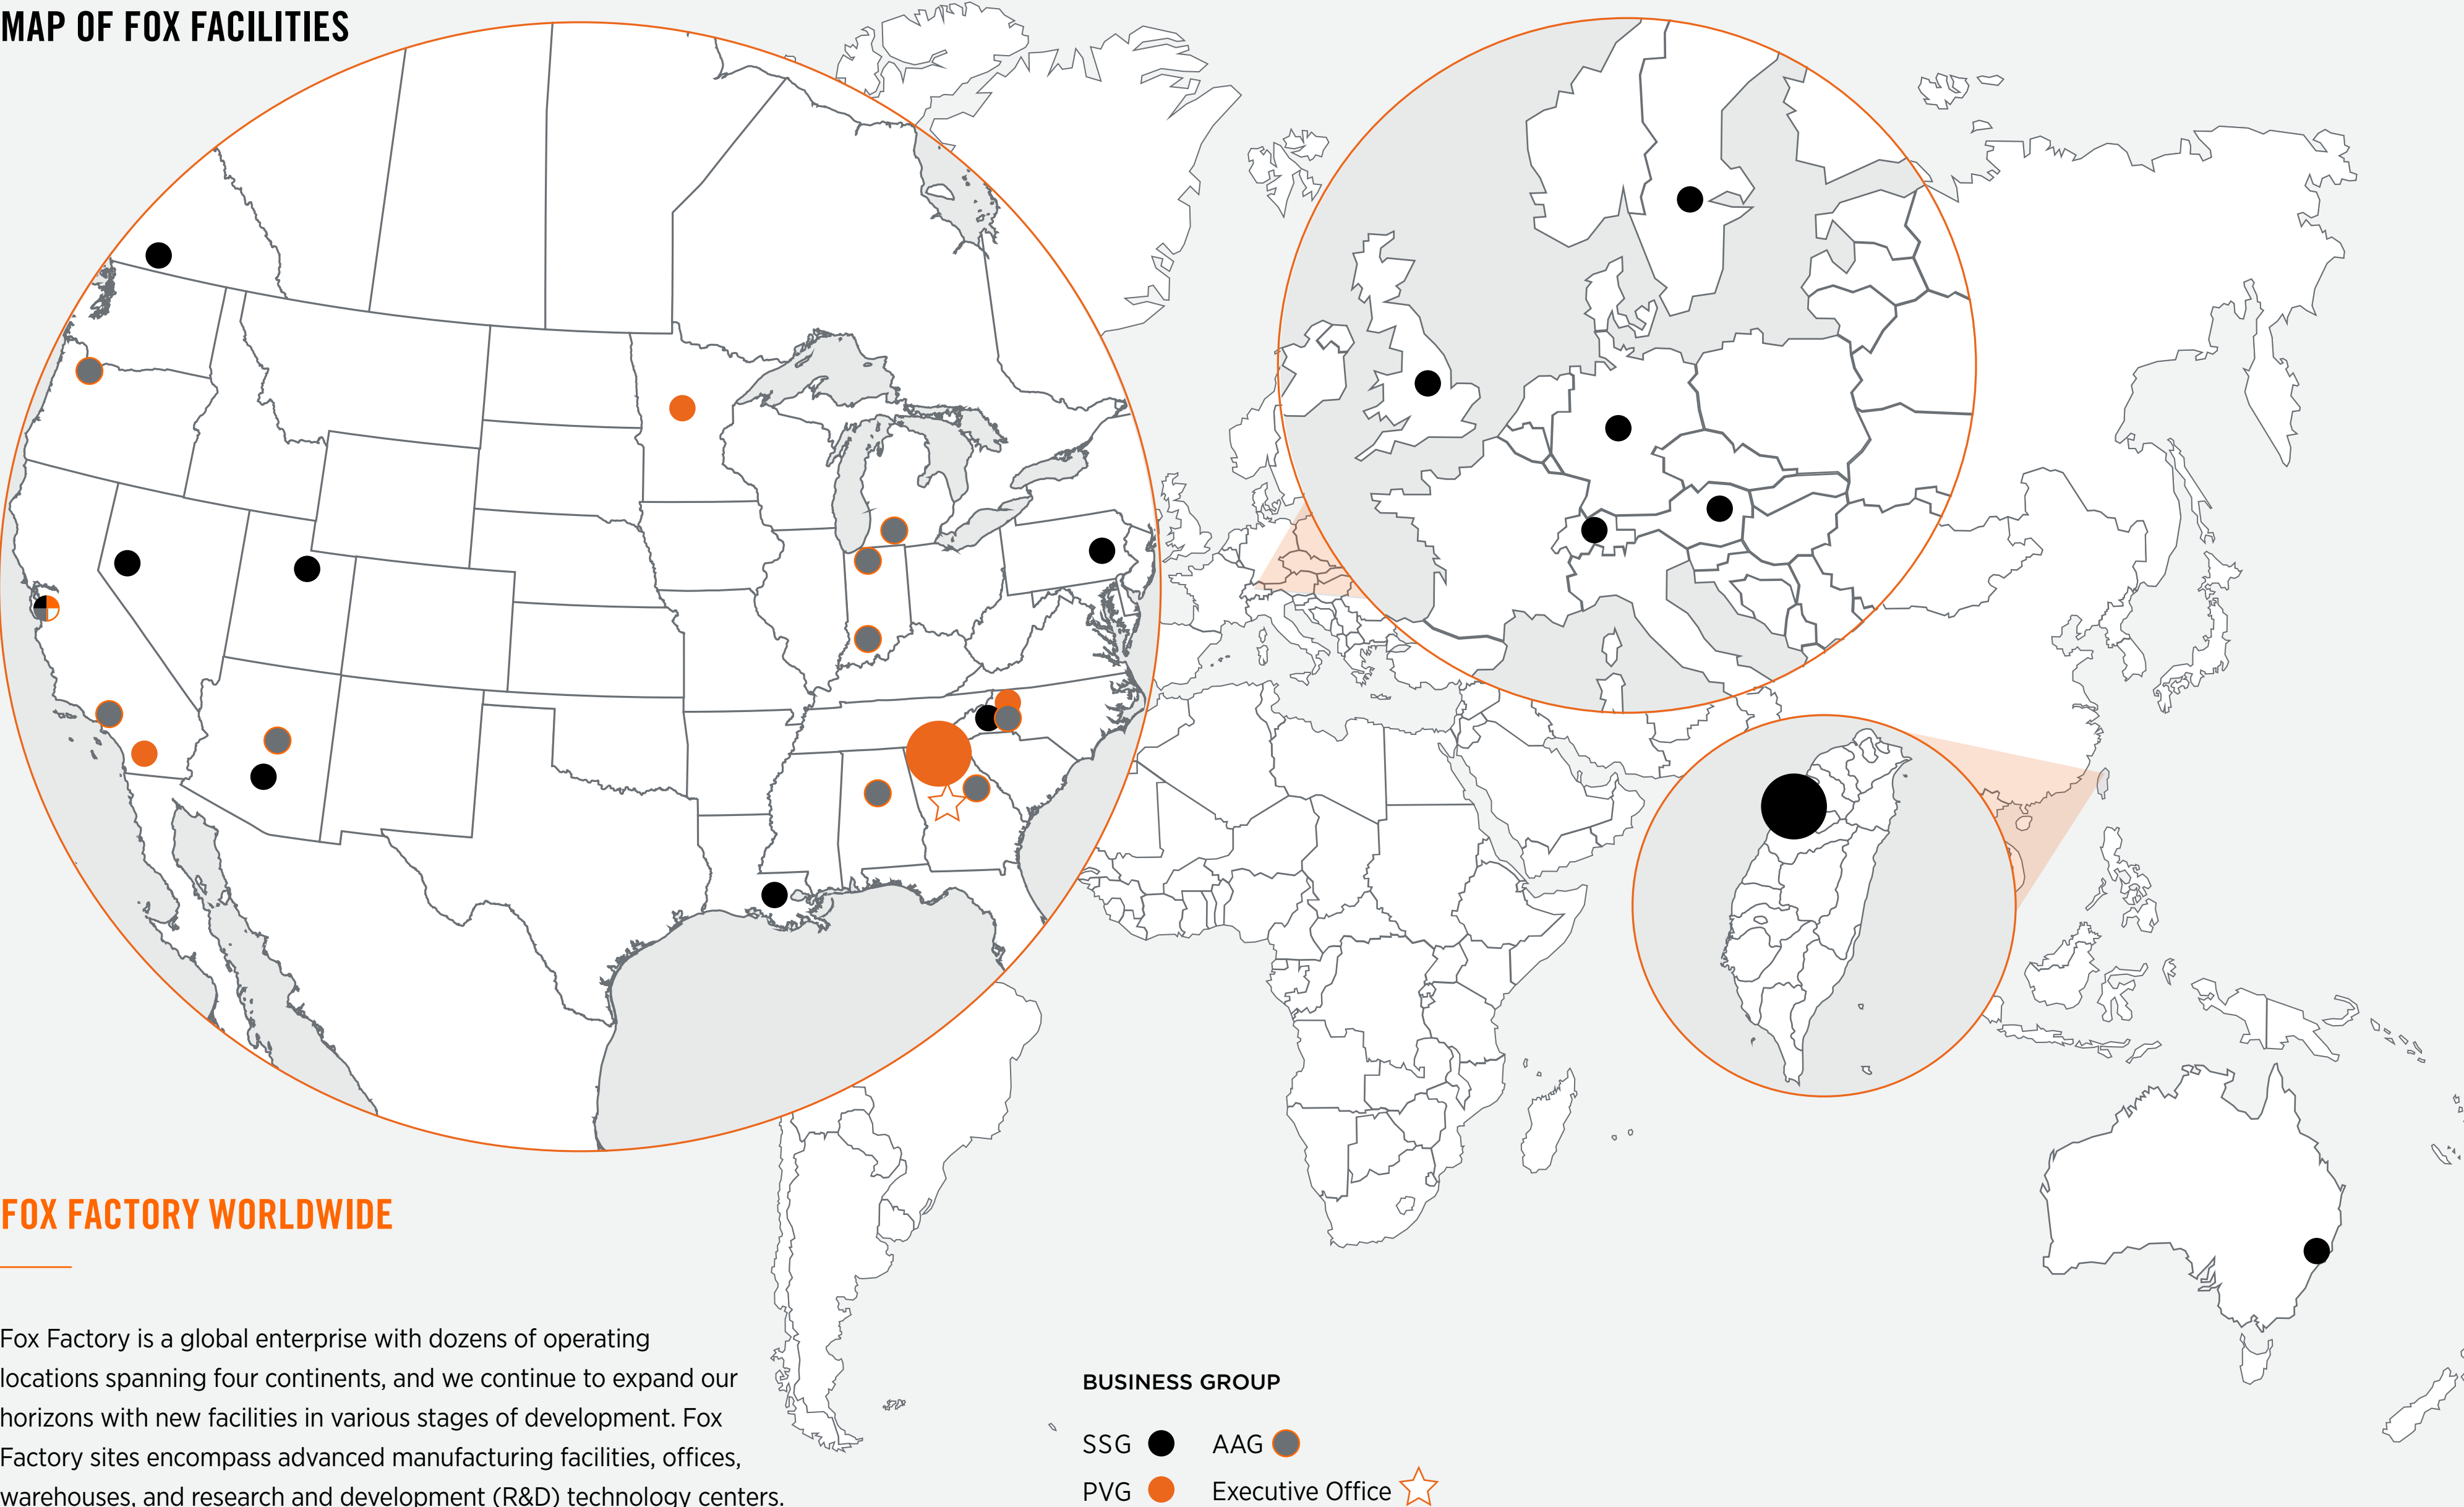 MAP OF FOX FACILITIES
FOX FACTORY WORLDWIDE
Fox Factory is a global enterprise with dozens of operating
locations spanning four continents, and we continue to expand our
horizons with new facilities in various stages of development. Fox
Factory sites encompass advanced manufacturing facilities, offices,
warehouses, and research and development (R&D) technology centers.
BUSINESS GROUP
SSG AAG
PVG Executive Office